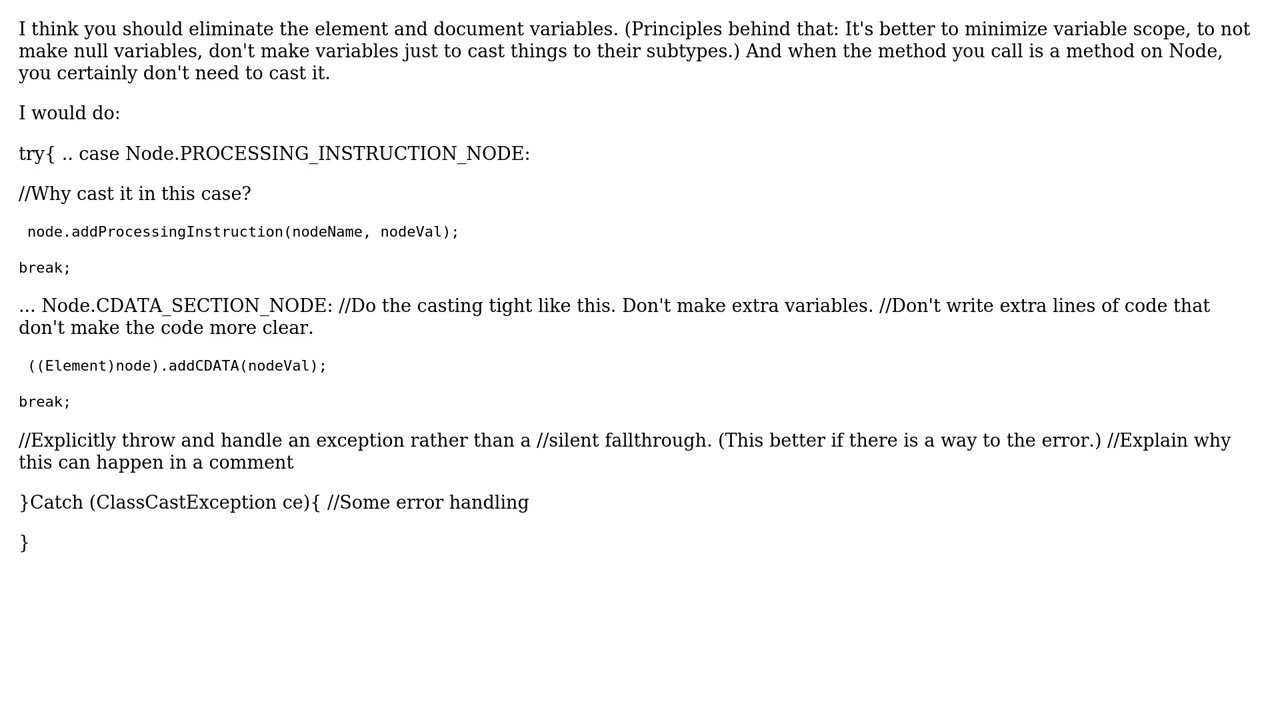 I think you should eliminate the element and document variables. (Principles behind that: It's better to minimize variable scope, to not
make null variables, don't make variables just to cast things to their subtypes.) And when the method you call is a method on Node,
you certainly don't need to cast it.
I would do:
try{ .. case Node.PROCESSING_INSTRUCTION_NODE:
//Why cast it in this case?
node.addProcessingInstruction(nodeName, nodeVal);
break;
... Node.CDATA_SECTION_NODE: //Do the casting tight like this. Don't make extra variables. //Don't write extra lines of code that
don't make the code more clear.
((Element)node).addCDATA(nodeVal);
break;
//Explicitly throw and handle an exception rather than a //silent fallthrough. (This better if there is a way to the error.) //Explain why
this can happen in a comment
}Catch (ClassCastException ce){ //Some error handling
}